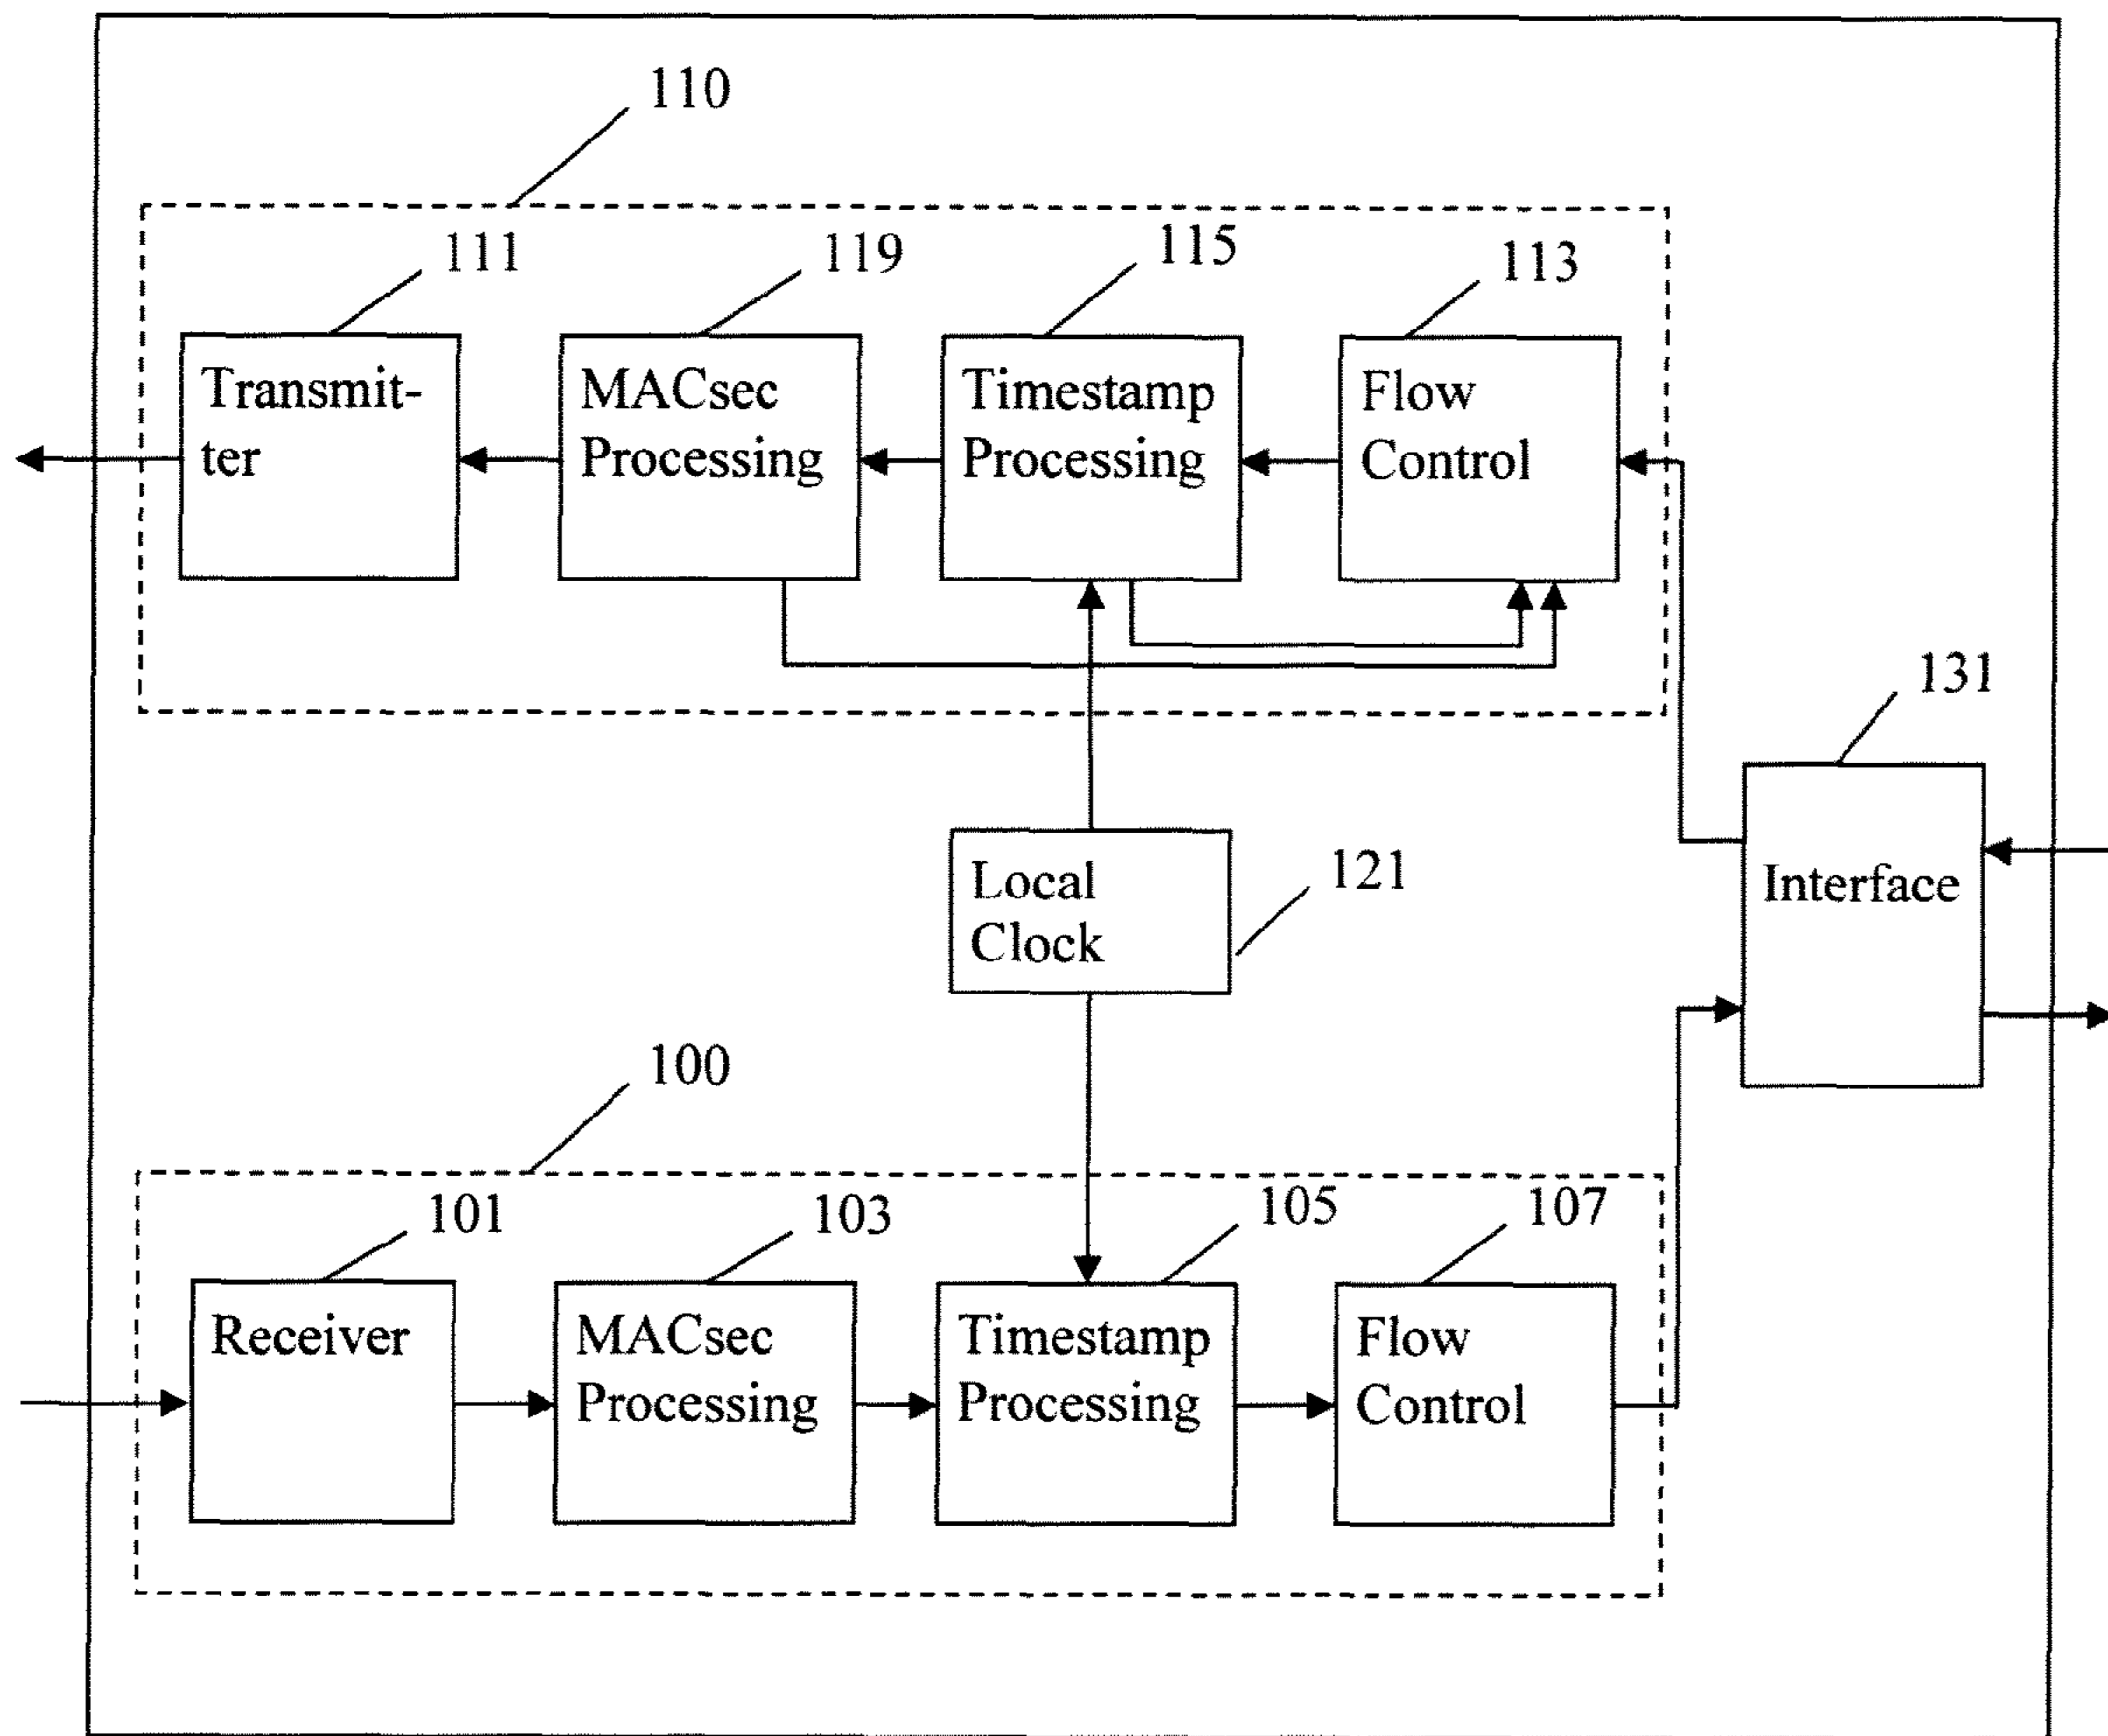 110
111
119
115
113
Transmit-
ter
MACsec
Processing
Timestamp
Processing
Flow
Control
131
Interface
Local
Clock
121
100
101
103
105
107
Receiver
MACsec
Processing
Timestamp
Processing
Flow
Control